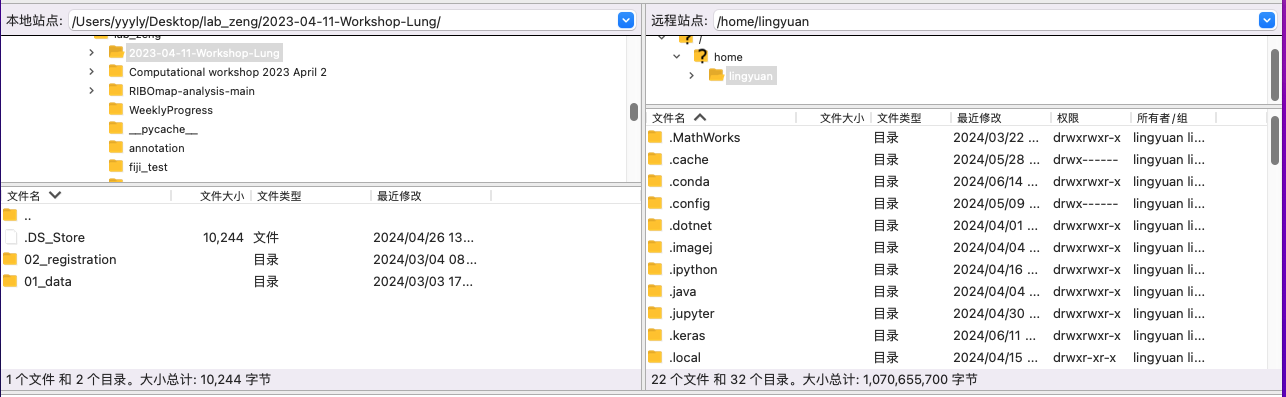 本地站点: /Users/yyyly/Desktop/lab_zeng/2023-04-11-Workshop-Lung/
lab_zeng
2023-04-11-Workshop-Lung
Computational workshop 2023 April 2
RIBOmap-analysis-main
WeeklyProgress
__pycache__
annotation
fiji_test
文件名 文件大小 文件类型 最近修改
..
.DS_Store 10,244 文件 2024/04/26 13...
02_registration 目录 2024/03/04 08...
01_data 目录 2024/03/03 17...
1 个文件 和 2 个目录。大小总计: 10,244 字节
远程站点: /home/lingyuan
/
home
lingyuan
文件名 文件大小 文件类型 最近修改 权限 所有者/组
.MathWorks 目录 2024/03/22 ... drwxrwxr-x lingyuan li...
.cache 目录 2024/05/28 ... drwx------ lingyuan li...
.conda 目录 2024/06/14 ... drwxrwxr-x lingyuan li...
.config 目录 2024/05/09 ... drwx------ lingyuan li...
.dotnet 目录 2024/04/01 ... drwxrwxr-x lingyuan li...
.imagej 目录 2024/04/04 ... drwxrwxr-x lingyuan li...
.ipython 目录 2024/04/16 ... drwxrwxr-x lingyuan li...
.java 目录 2024/04/04 ... drwxrwxr-x lingyuan li...
.jupyter 目录 2024/04/30 ... drwxrwxr-x lingyuan li...
.keras 目录 2024/06/11 ... drwxrwxr-x lingyuan li...
.local 目录 2024/04/15 ... drwxr-xr-x lingyuan li...
22 个文件 和 32 个目录。大小总计: 1,070,655,700 字节